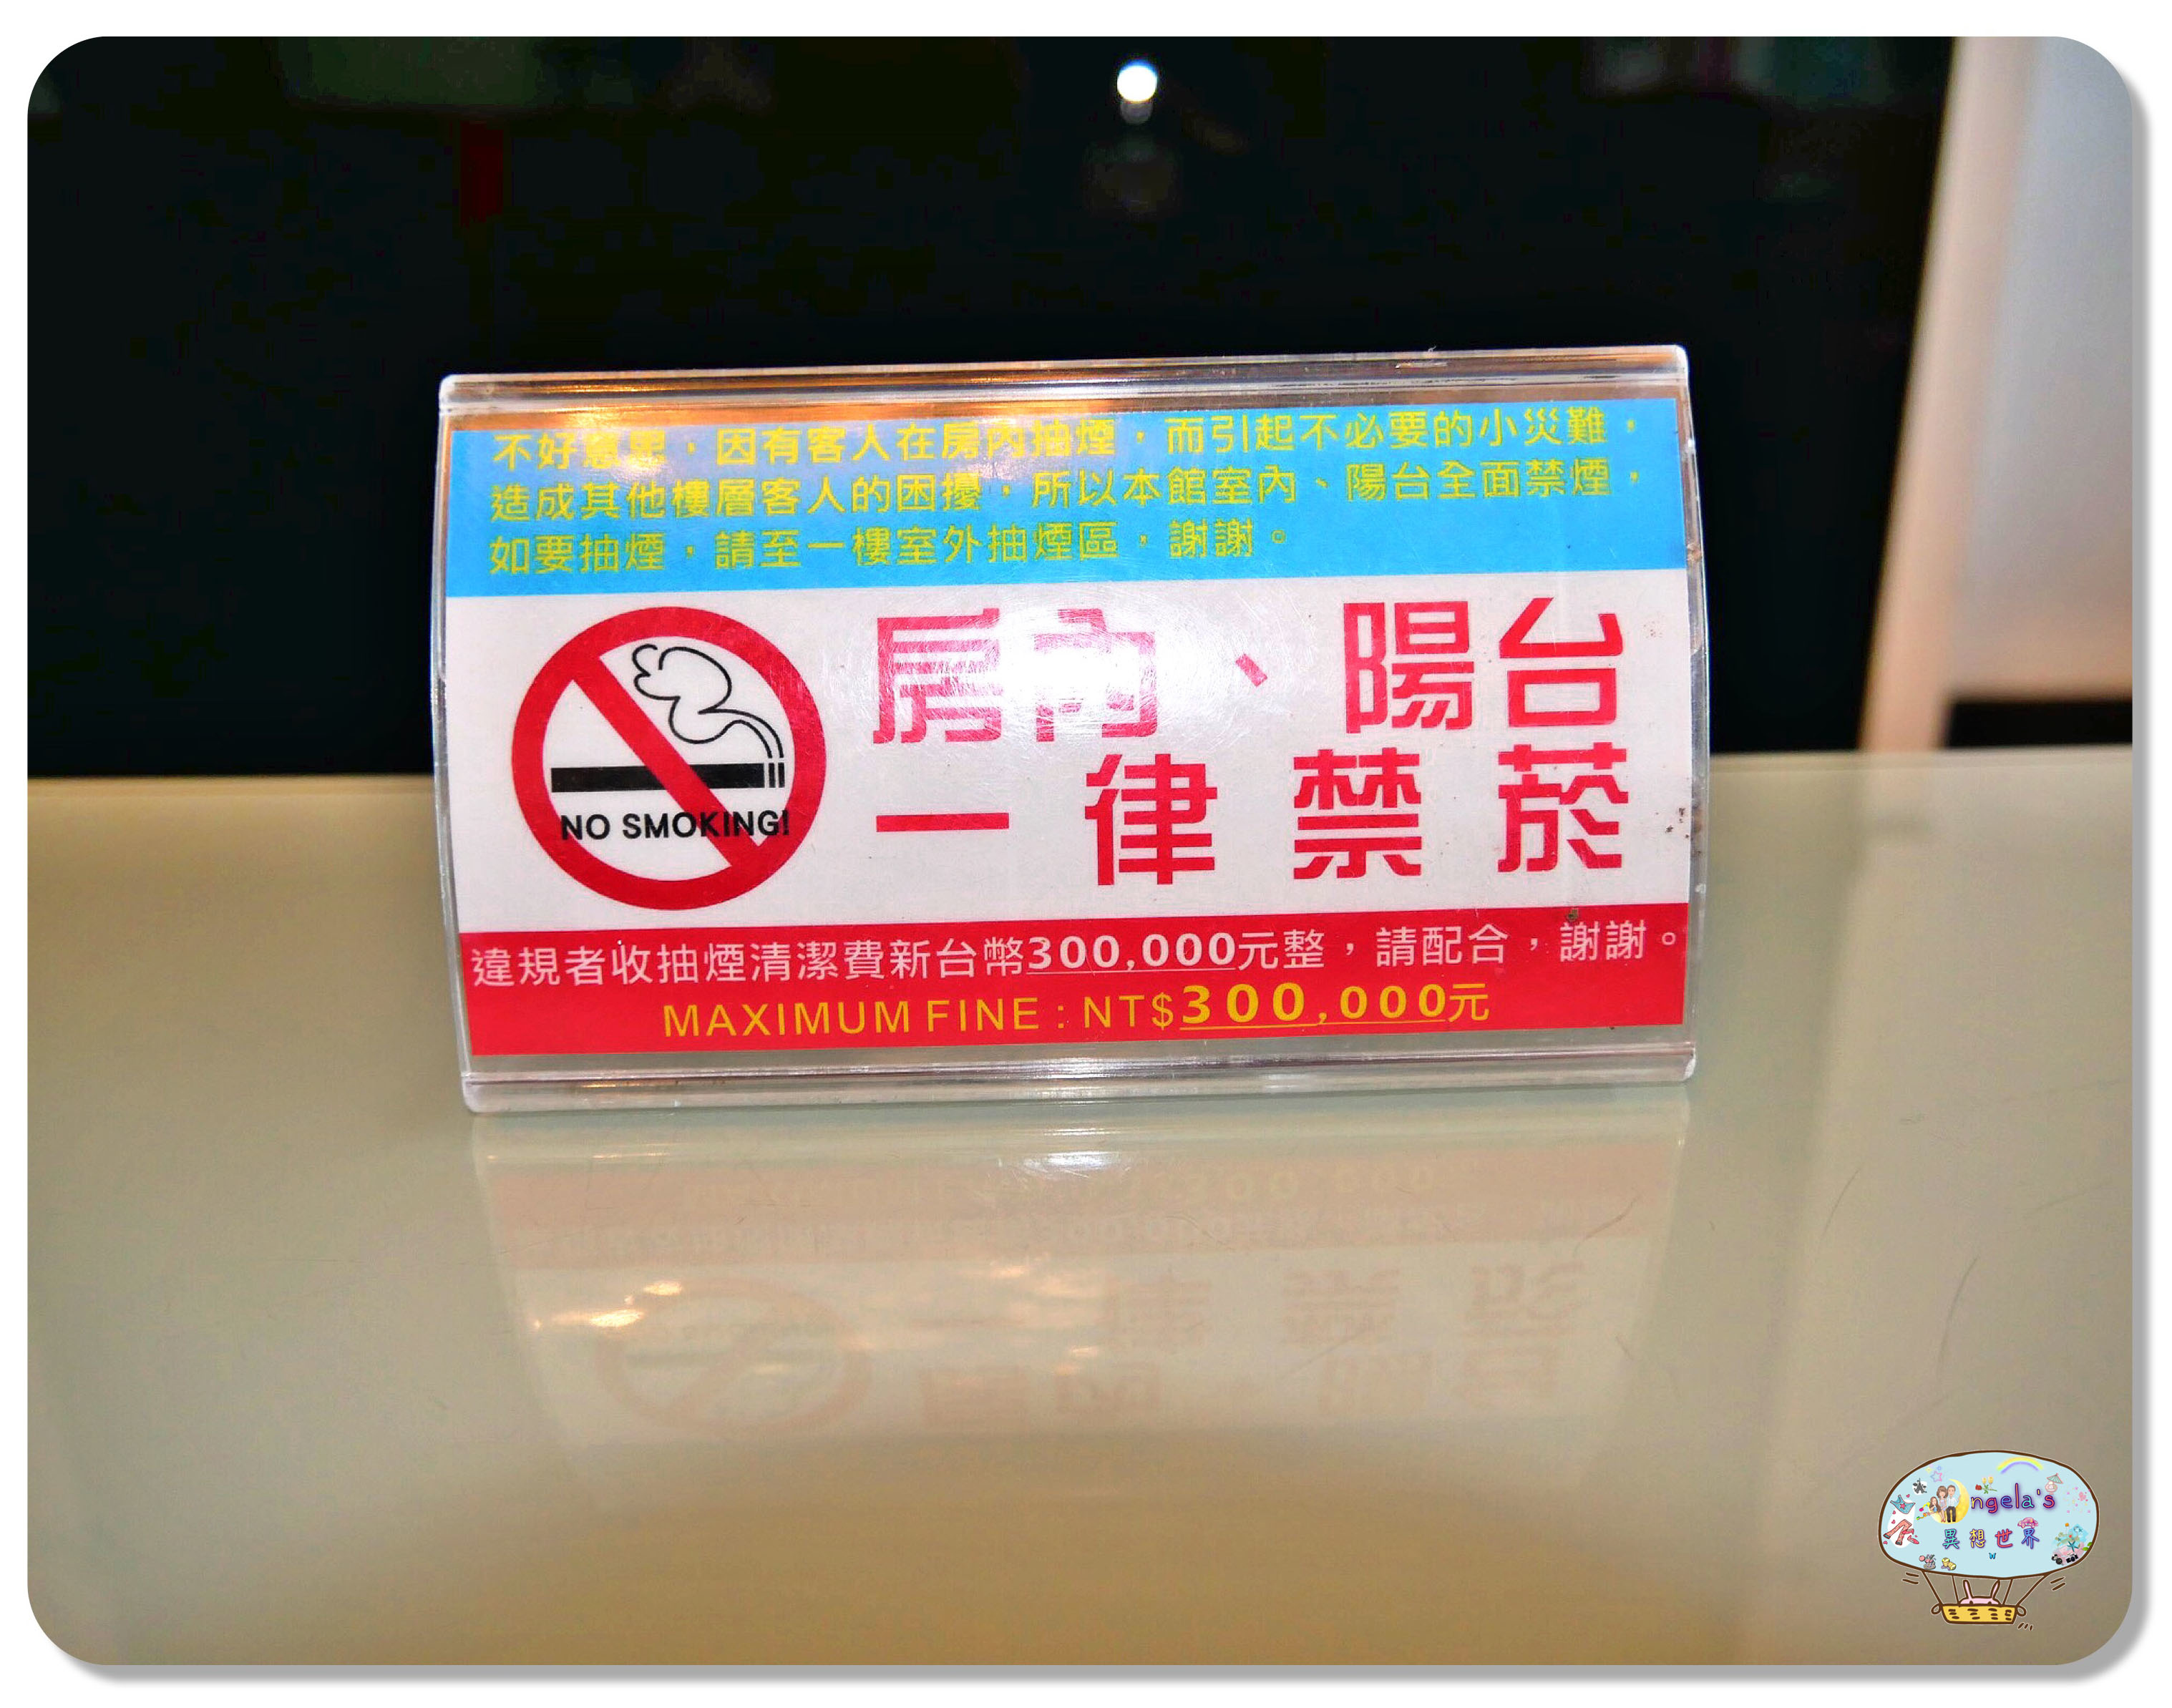 不好意思，因有客人在房內抽煙，而引起不必要的小災難，
造成其他樓層客人的困擾，所以本館室內、陽台全面禁煙，
如要抽煙，請至一樓室外抽煙區，謝謝。
NO SMOKING!
房內、陽台
一律禁菸
違規者收抽煙清潔費新台幣300,000元整，請配合，謝謝。
MAXIMUM FINE : NT$300,000元
Angela's
異想世界